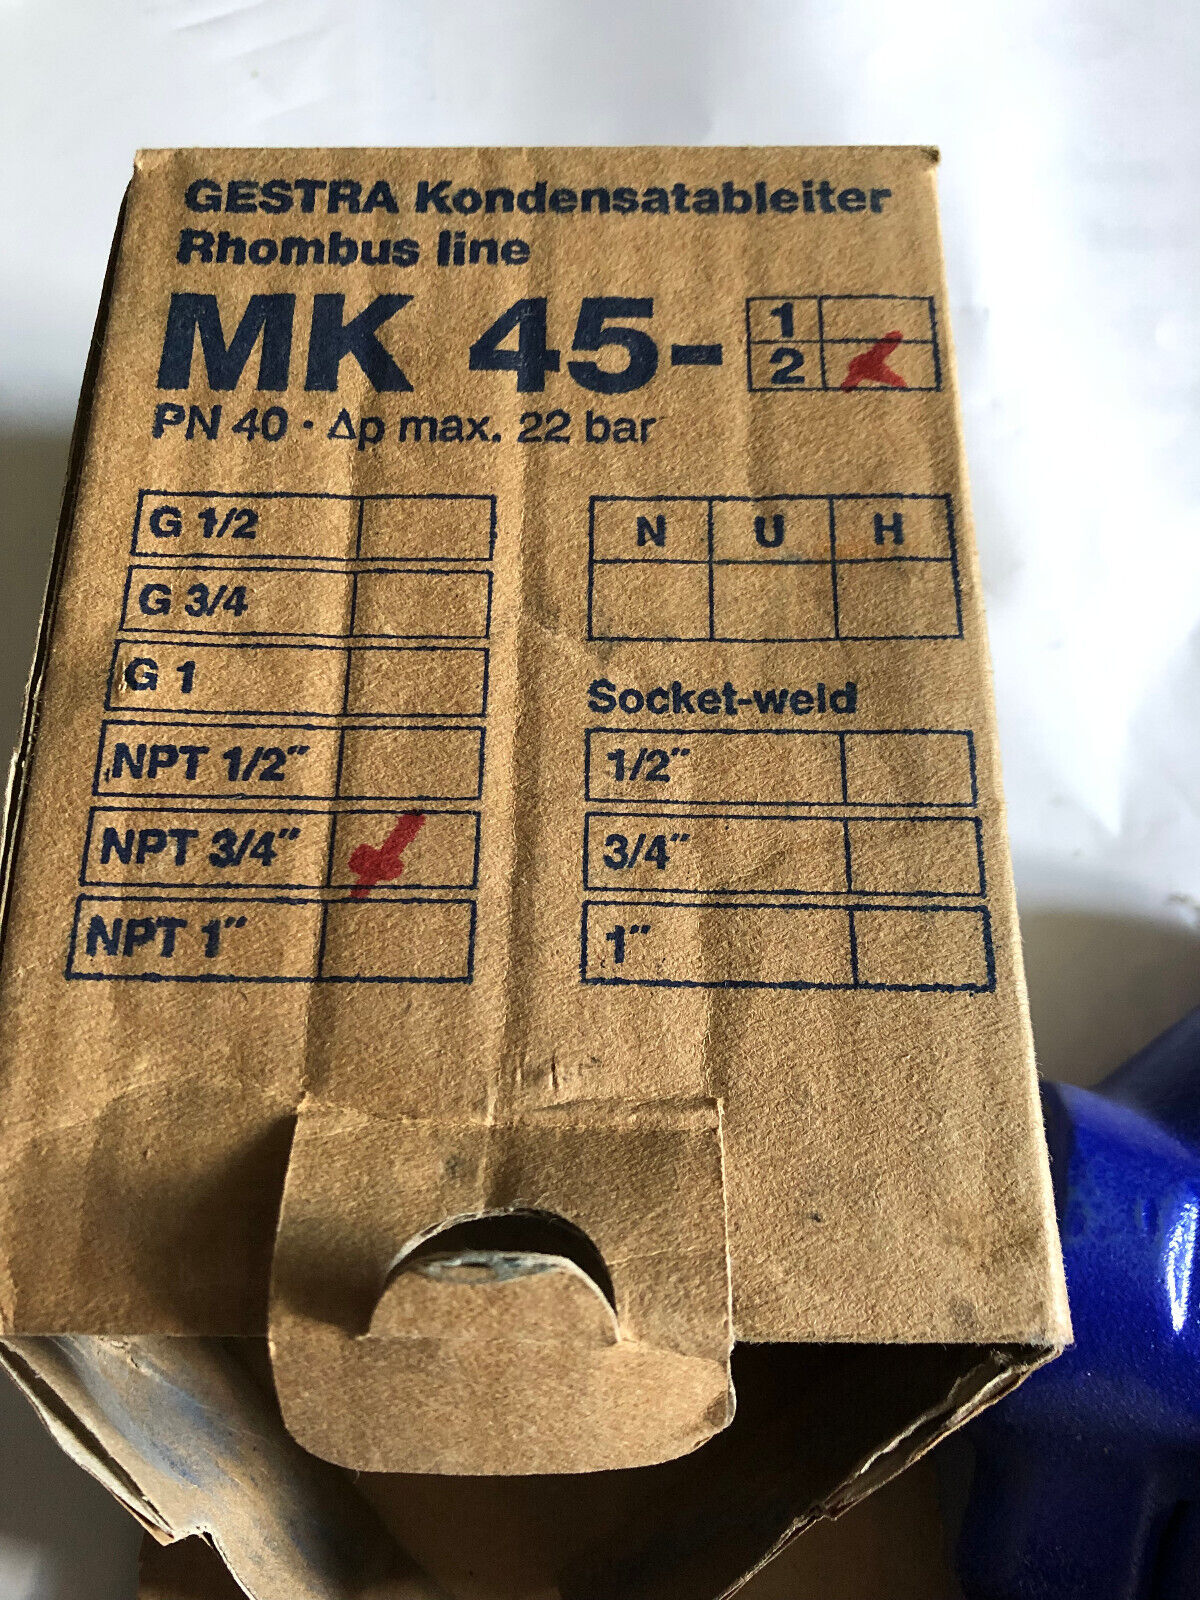 GESTRA Kondensatableiter
Rhombus line
MK 45-
1
2
PN 40 · Δp max. 22 bar
G 1/2
G 3/4
G 1
NPT 1/2"
NPT 3/4"
NPT 1"
N U H
Socket-weld
1/2"
3/4"
1"